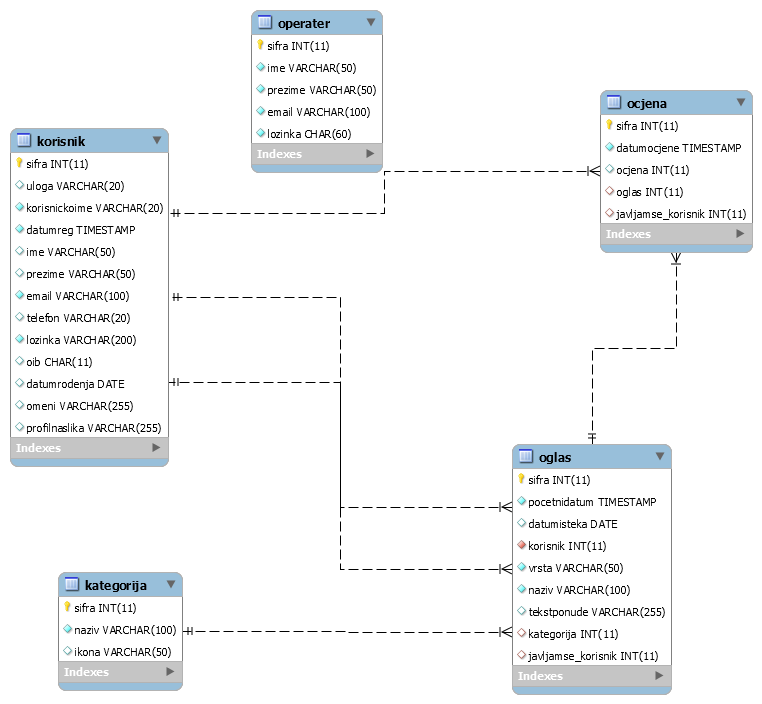 operater
sifra INT(11)
ime VARCHAR(50)
prezime VARCHAR(50)
email VARCHAR(100)
lozinka CHAR(60)
Indexes
ocjena
sifra INT(11)
datumocjene TIMESTAMP
ocjena INT(11)
oglas INT(11)
javljamse_korisnik INT(11)
Indexes
korisnik
sifra INT(11)
uloga VARCHAR(20)
korisnickoime VARCHAR(20)
datumreg TIMESTAMP
ime VARCHAR(50)
prezime VARCHAR(50)
email VARCHAR(100)
telefon VARCHAR(20)
lozinka VARCHAR(200)
oib CHAR(11)
datumrodenja DATE
omeni VARCHAR(255)
profilnaslika VARCHAR(255)
Indexes
oglas
sifra INT(11)
pocetnidatum TIMESTAMP
datumisteka DATE
korisnik INT(11)
vrsta VARCHAR(50)
naziv VARCHAR(100)
tekstponude VARCHAR(255)
kategorija INT(11)
javljamse_korisnik INT(11)
Indexes
kategorija
sifra INT(11)
naziv VARCHAR(100)
ikona VARCHAR(50)
Indexes